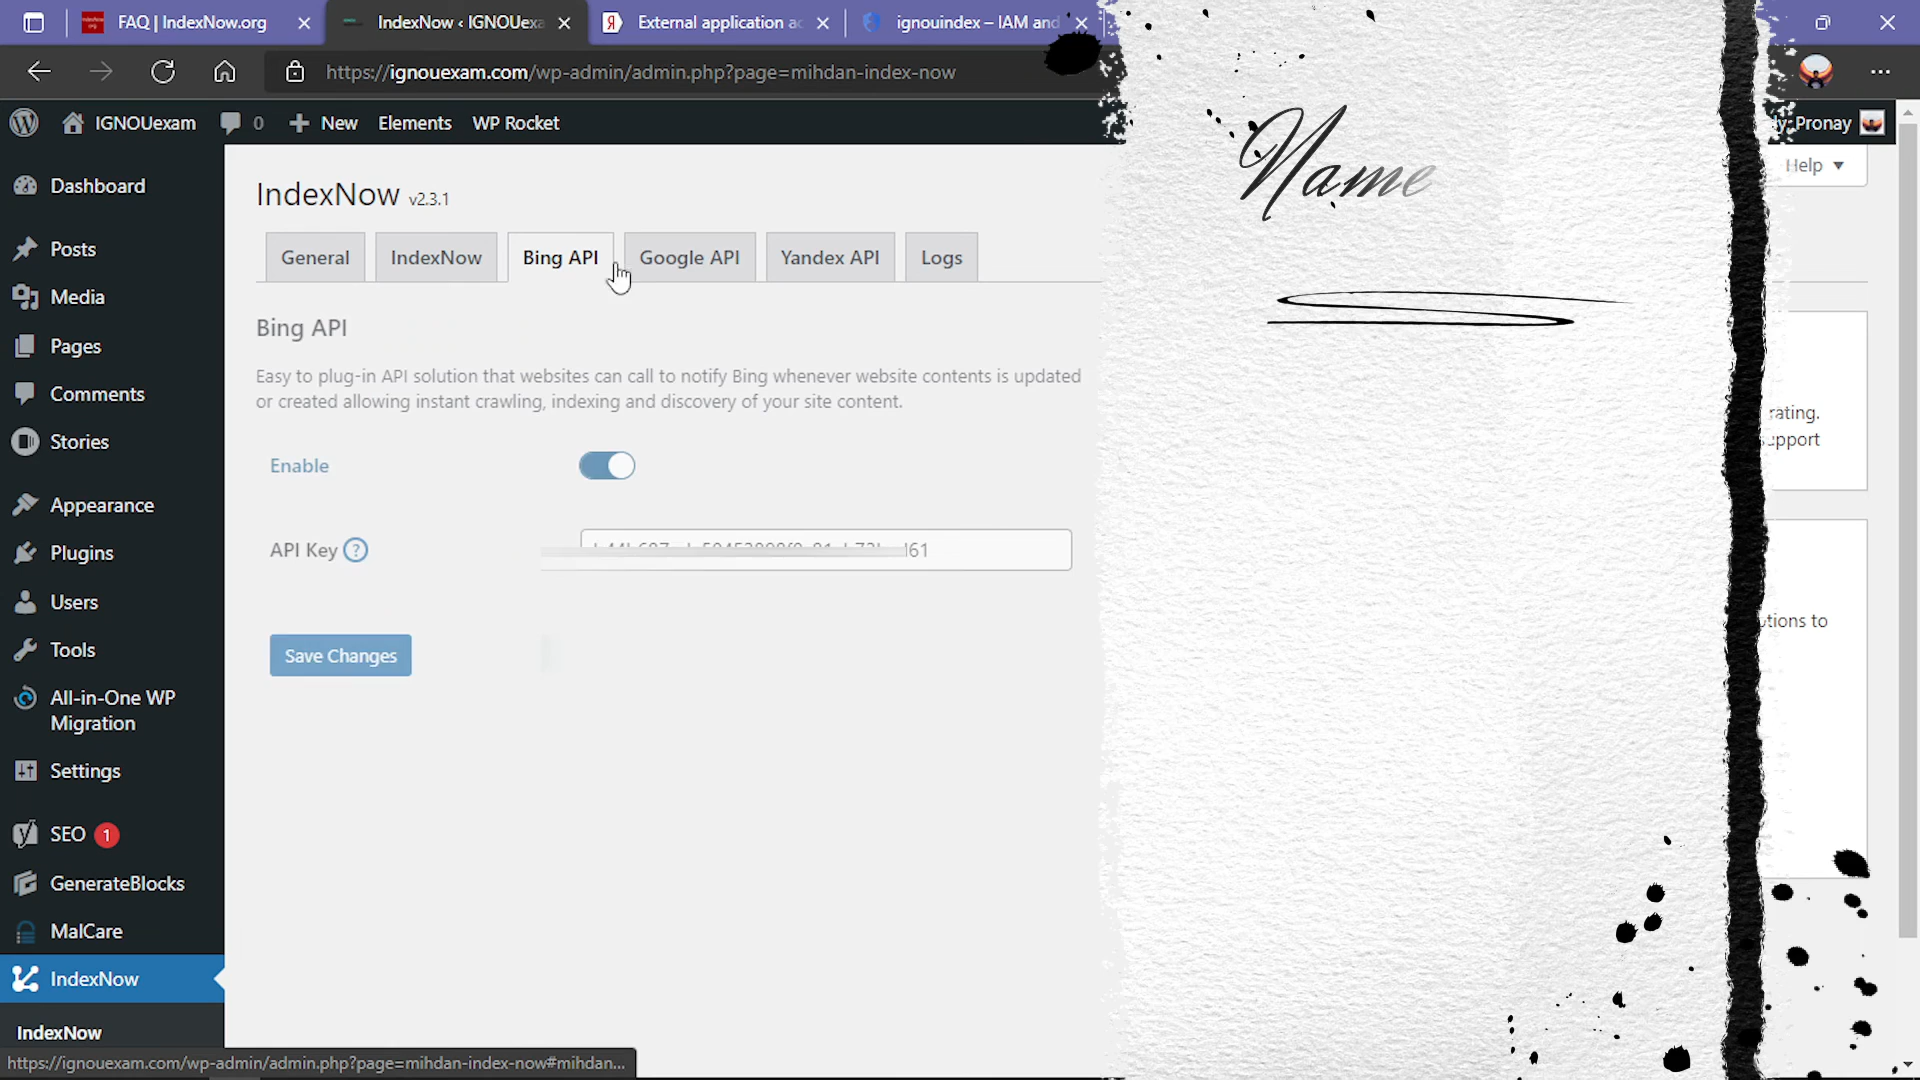 FAQ | IndexNow.org
IndexNow ‹ IGNOUexa
External application ac
ignouindex – IAM and
https://ignouexam.com/wp-admin/admin.php?page=mihdan-index-now
IGNOUexam
0
New
Elements
WP Rocket
Pronay
Help
Dashboard
Posts
Media
Pages
Comments
Stories
Appearance
Plugins
Users
Tools
All-in-One WP
Migration
Settings
SEO 1
GenerateBlocks
MalCare
IndexNow
IndexNow
IndexNow v2.3.1
General
IndexNow
Bing API
Google API
Yandex API
Logs
Bing API
Easy to plug-in API solution that websites can call to notify Bing whenever website contents is updated
or created allowing instant crawling, indexing and discovery of your site content.
Enable
API Key ?
Save Changes
Name
rating.
tions to
https://ignouexam.com/wp-admin/admin.php?page=mihdan-index-now#mihdan...